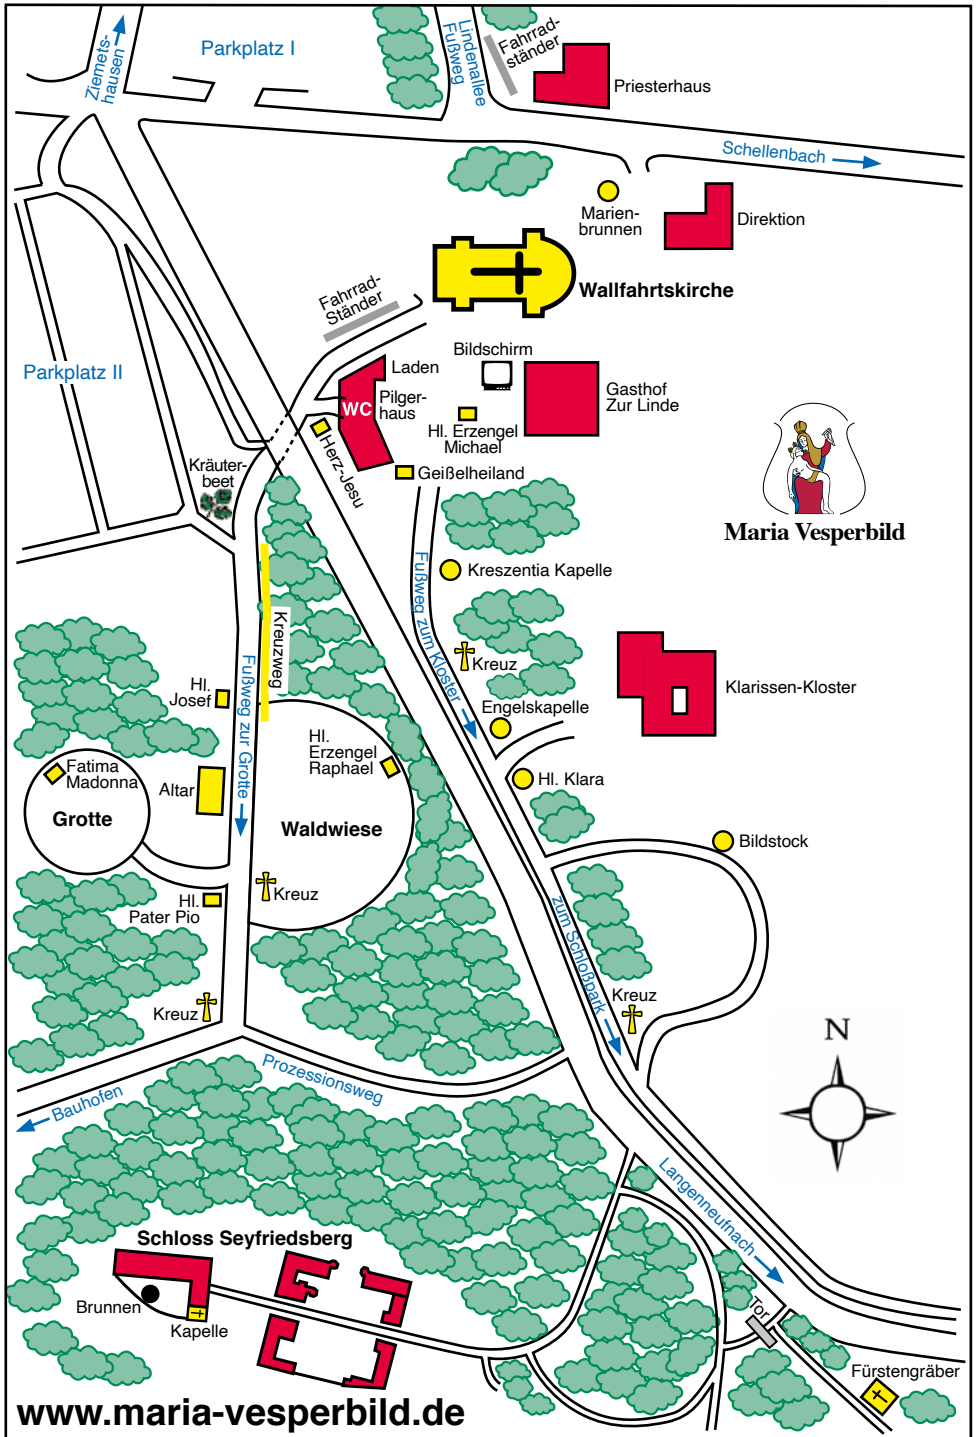 Ziemets-
hausen
Parkplatz I
Lindenallee
Fußweg
Fahrrad-
ständer
Priesterhaus
Schellenbach
Marien-
brunnen
Direktion
Wallfahrtskirche
Fahrrad-
Ständer
Parkplatz II
Laden
Pilger-
haus
WC
Bildschirm
Gasthof
Zur Linde
Hl. Erzengel
Michael
Herz-Jesu
Geißelheiland
Kräuter-
beet
Maria Vesperbild
Fußweg zum Kloster
Kreszentia Kapelle
Kreuzweg
Kreuz
Klarissen-Kloster
Hl.
Josef
Fußweg zur Grotte
Engelskapelle
Hl.
Erzengel
Raphael
Fatima
Madonna
Altar
Hl. Klara
Grotte
Waldwiese
Bildstock
Kreuz
Hl.
Pater Pio
zum Schloßpark
Kreuz
Kreuz
N
Prozessionsweg
Bauhofen
Langenneufnach
Schloss Seyfriedsberg
Brunnen
Kapelle
Tor
Fürstengräber
www.maria-vesperbild.de